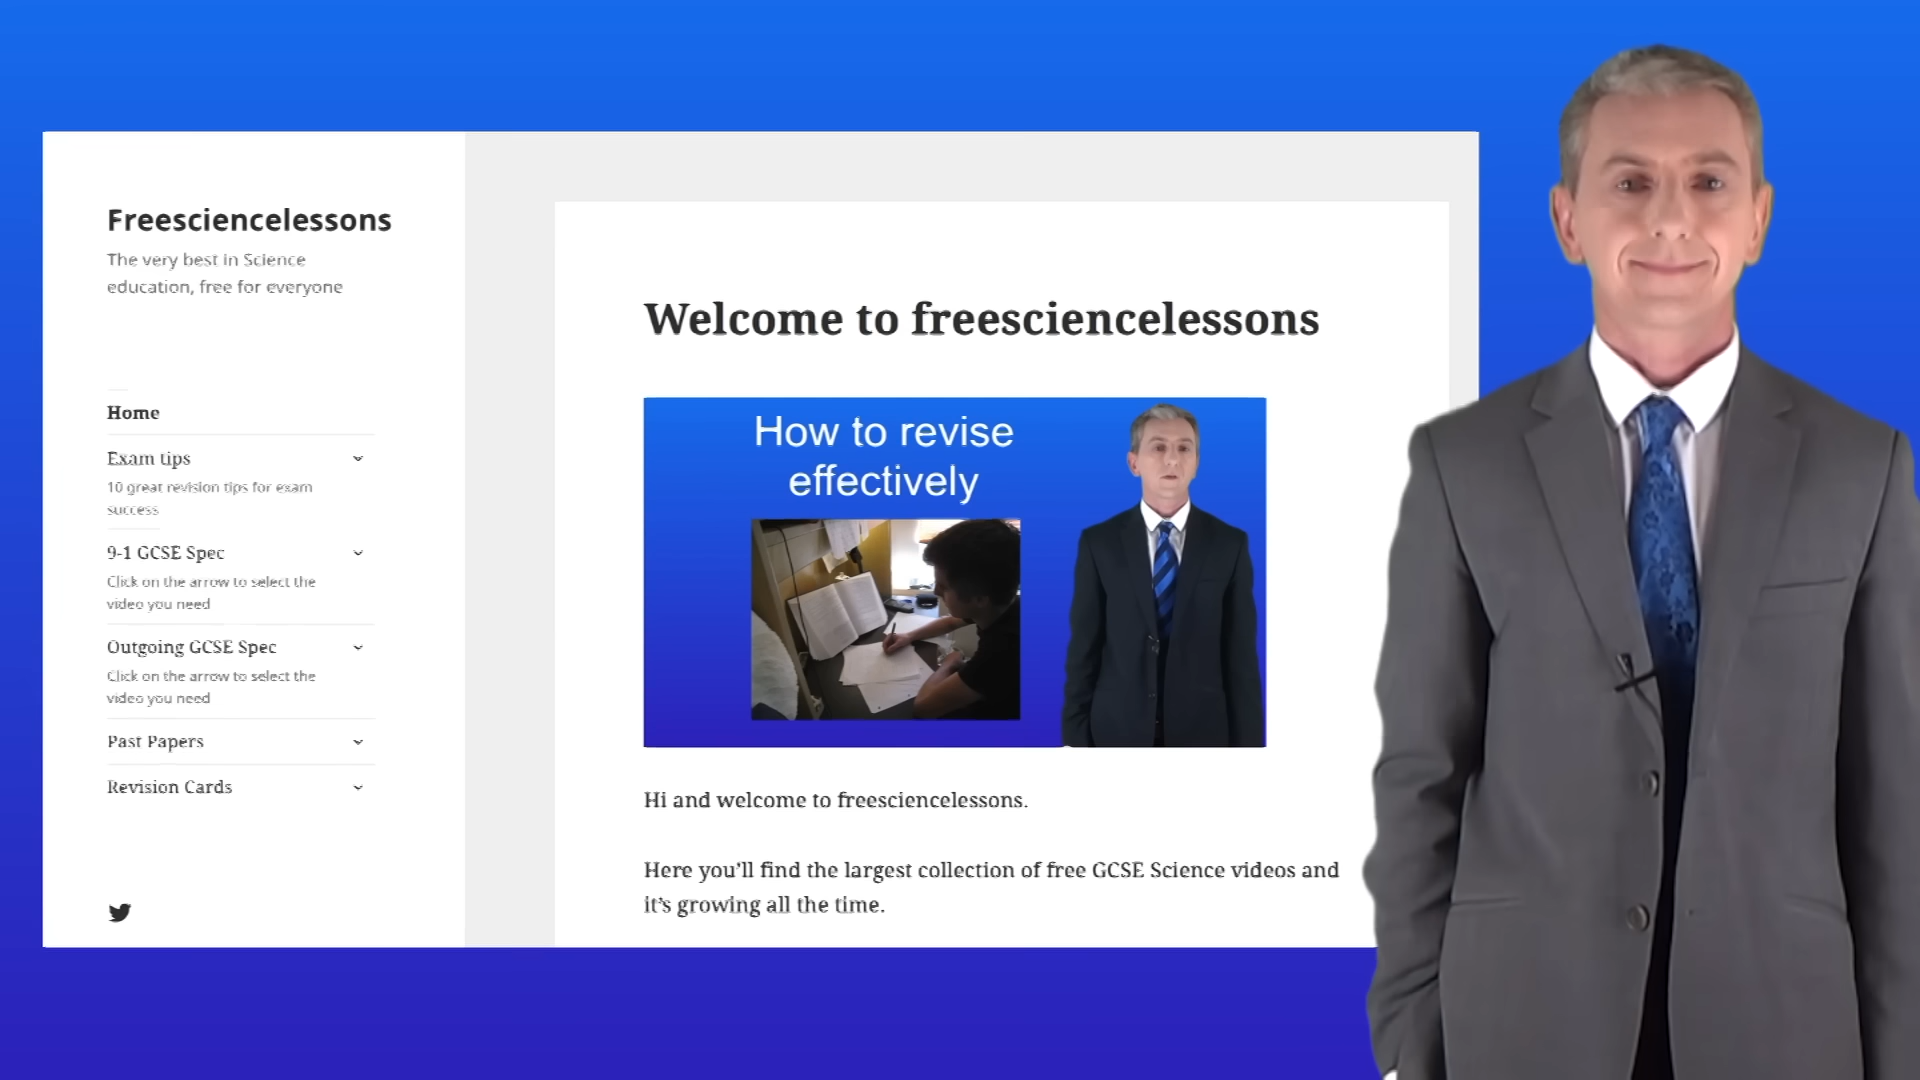 Freesciencelessons
The very best in Science
education, free for everyone
Home
Exam tips
10 great revision tips for exam
success
9-1 GCSE Spec
Click on the arrow to select the
video you need
Outgoing GCSE Spec
Click on the arrow to select the
video you need
Past Papers
Revision Cards
Welcome to freesciencelessons
How to revise
effectively
Hi and welcome to freesciencelessons.
Here you'll find the largest collection of free GCSE Science videos and
it's growing all the time.